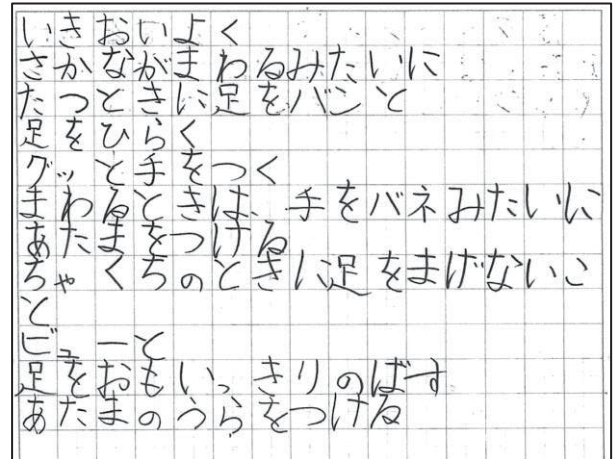 いきおいよく
さかながまわるみたいに
たつときに足をバンと
足をひらく
グッと手をつく
まわるときは、手をバネみたいに
あたまをつける
ちゃくちのときに足をまげないこ
と
ビューと
足をおもいっきりのばす
あたまのうらをつける